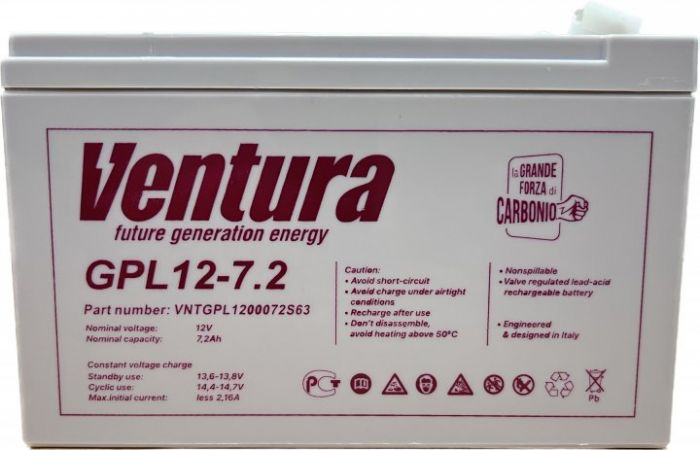 Ventura
future generation energy
la GRANDE
FORZA di
CARBONIO
GPL12-7.2
Part number: VNTGPL1200072S63
Nominal voltage: 12V
Nominal capacity: 7,2Ah
Constant voltage charge
Standby use: 13,6-13,8V
Cyclic use: 14,4-14,7V
Max.initial current: less 2,16A
Caution:
• Avoid short-circuit
• Avoid charge under airtight
conditions
• Recharge after use
• Don't disassemble,
avoid heating above 50ºC
• Nonspillable
• Valve regulated lead-acid
rechargeable battery
• Engineered
& designed in Italy
РСТ
Pb